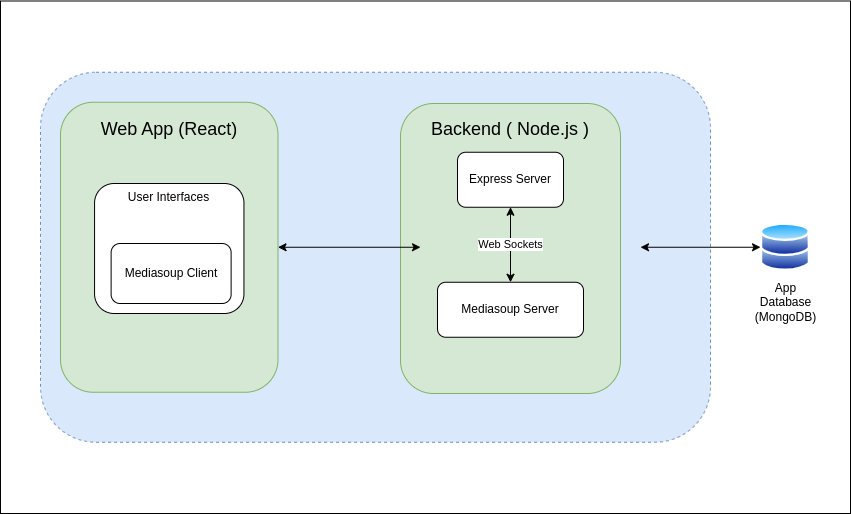 Web App (React)
User Interfaces
Mediasoup Client
Backend ( Node.js )
Express Server
Web Sockets
Mediasoup Server
App
Database
(MongoDB)